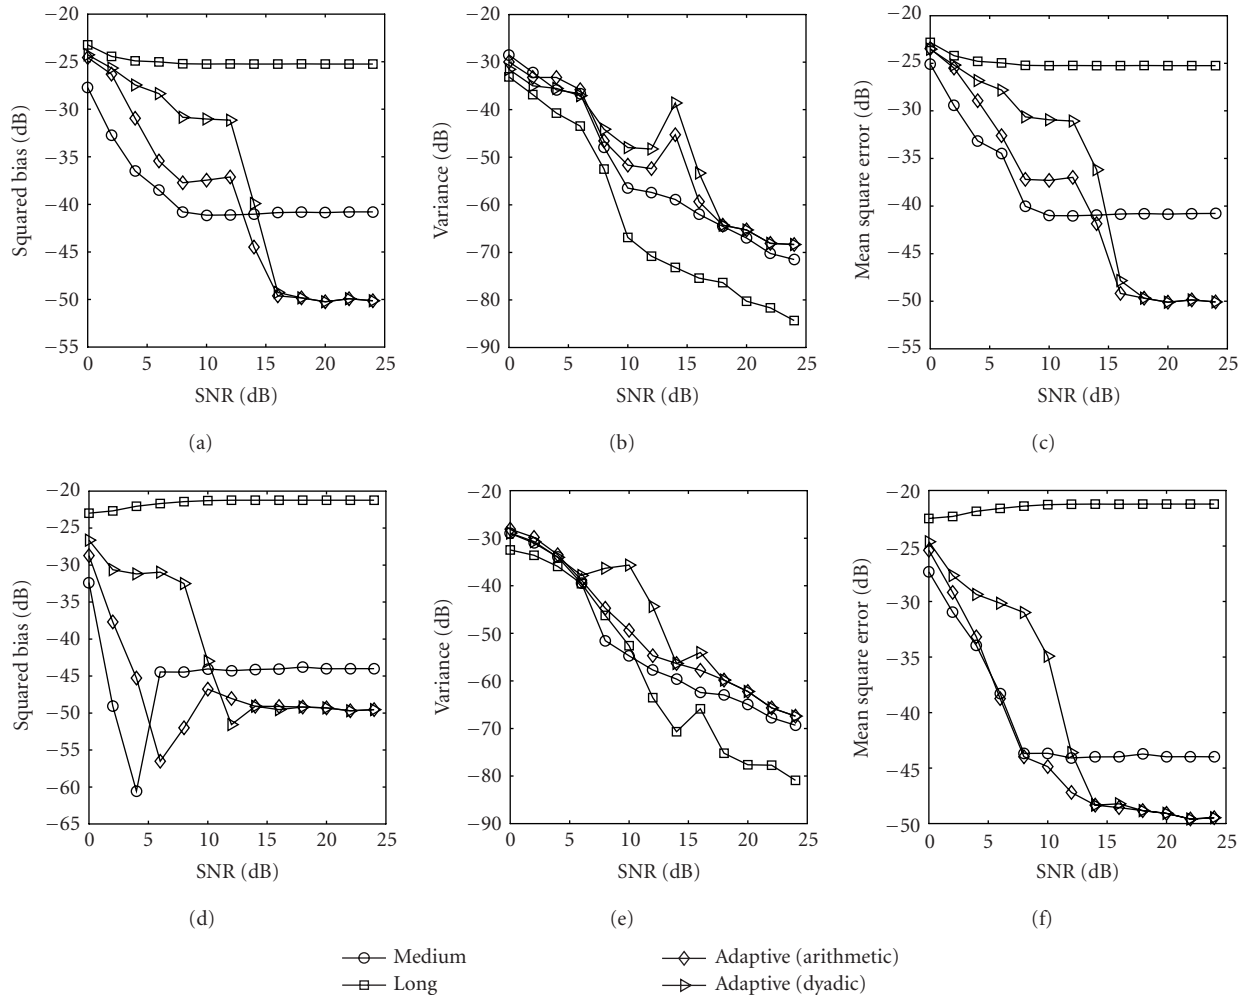 −20
−25
−30
−35
−40
−45
−50
−55
Squared bias (dB)
0 5 10 15 20 25
SNR (dB)
(a)
−20
−30
−40
−50
−60
−70
−80
−90
Variance (dB)
0 5 10 15 20 25
SNR (dB)
(b)
−20
−25
−30
−35
−40
−45
−50
−55
Mean square error (dB)
0 5 10 15 20 25
SNR (dB)
(c)
−20
−25
−30
−35
−40
−45
−50
−55
−60
−65
Squared bias (dB)
0 5 10 15 20 25
SNR (dB)
(d)
−20
−30
−40
−50
−60
−70
−80
−90
Variance (dB)
0 5 10 15 20 25
SNR (dB)
(e)
−20
−25
−30
−35
−40
−45
−50
Mean square error (dB)
0 5 10 15 20 25
SNR (dB)
(f)
Medium
Long
Adaptive (arithmetic)
Adaptive (dyadic)